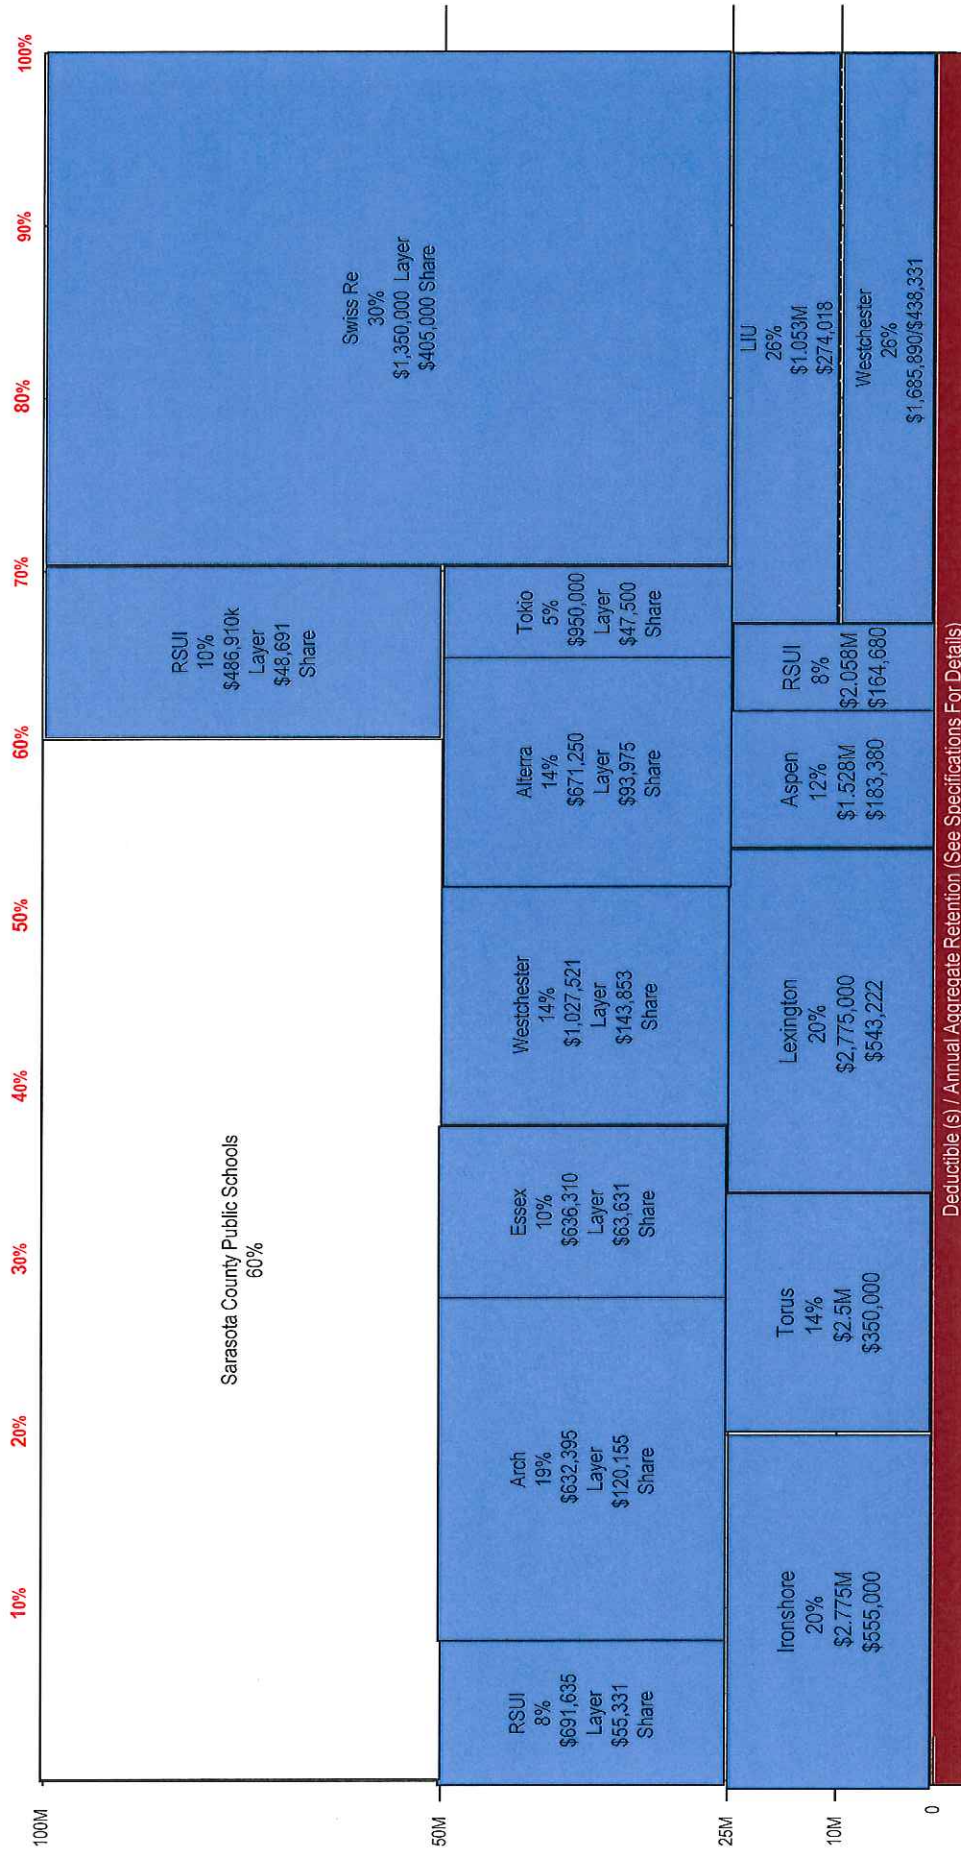 10%
20%
30%
40%
50%
60%
70%
80%
90%
100%
100M
50M
25M
10M
0
Sarasota County Public Schools
60%
RSUI
10%
$486,910k
Layer
$48,691
Share
Swiss Re
30%
$1,350,000 Layer
$405,000 Share
RSUI
8%
$691,635
Layer
$55,331
Share
Arch
19%
$632,395
Layer
$120,155
Share
Essex
10%
$636,310
Layer
$63,631
Share
Westchester
14%
$1,027,521
Layer
$143,853
Share
Alterra
14%
$671,250
Layer
$93,975
Share
Tokio
5%
$950,000
Layer
$47,500
Share
Ironshore
20%
$2.775M
$555,000
Torus
14%
$2.5M
$350,000
Lexington
20%
$2,775,000
$543,222
Aspen
12%
$1.528M
$183,380
RSUI
8%
$2.058M
$164,680
LIU
26%
$1.053M
$274,018
Westchester
26%
$1,685,890/$438,331
Deductible (s) / Annual Aggregate Retention (See Specifications For Details)